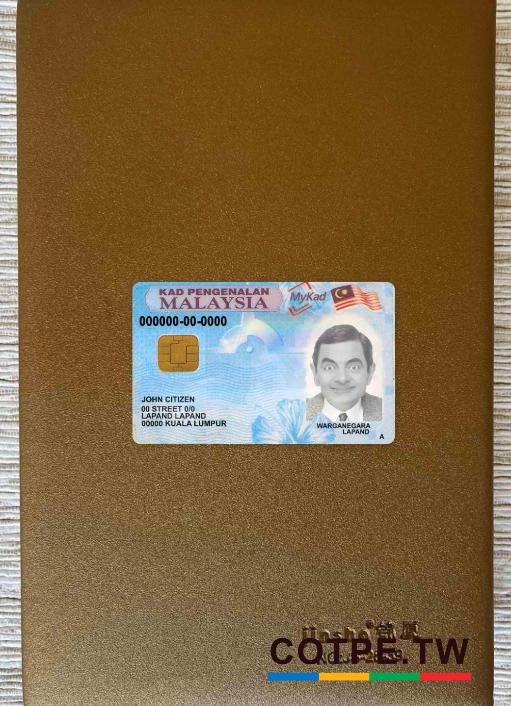 KAD PENGENALAN
MALAYSIA
MyKad
000000-00-0000
JOHN CITIZEN
00 STREET 0/0
LAPAND LAPAND
00000 KUALA LUMPUR
WARGANEGARA
LAPAND
A
COTPE.TW